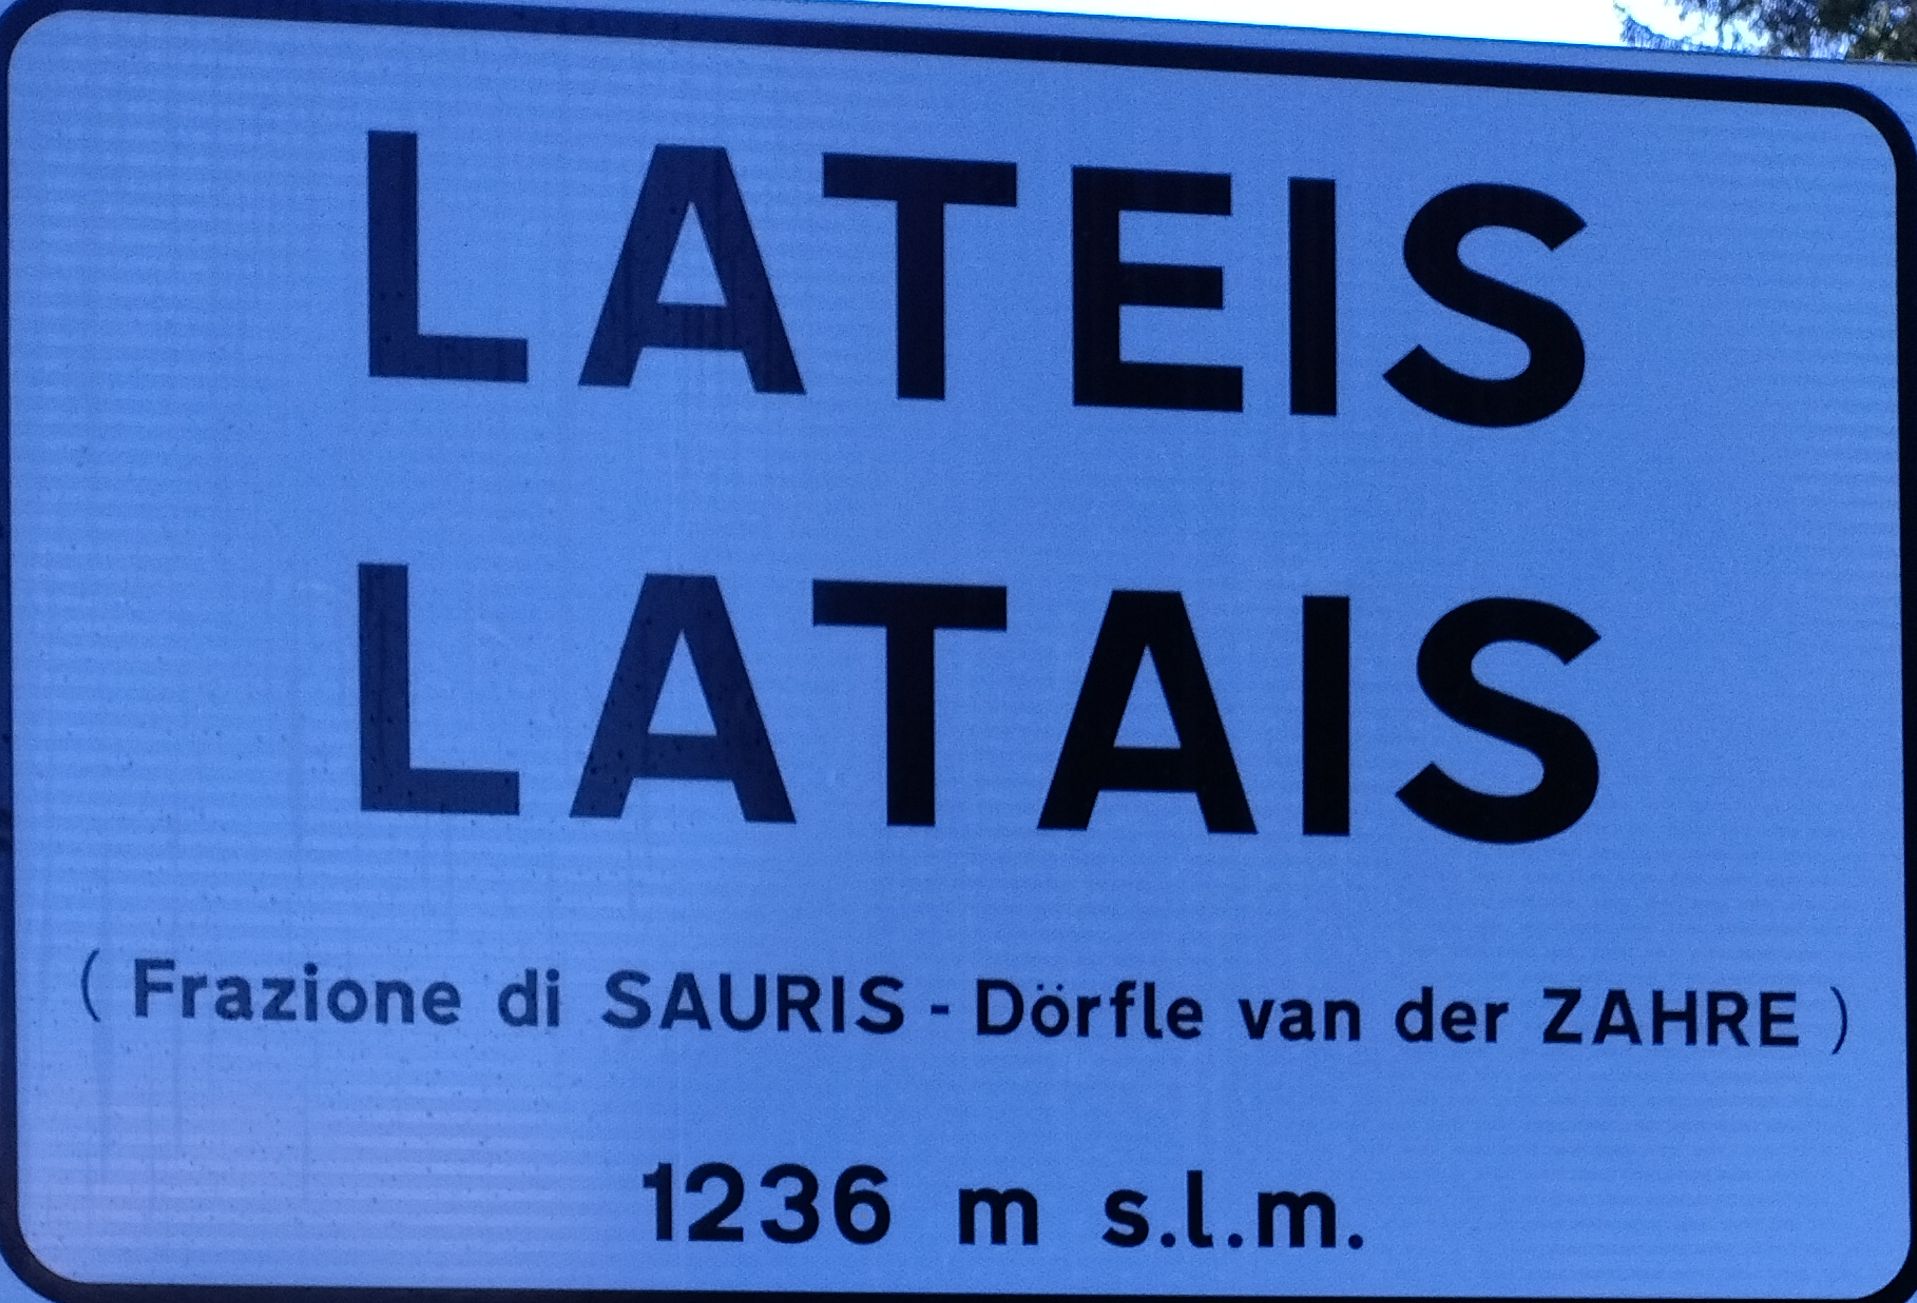 LATEIS
LATAIS
( Frazione di SAURIS - Dörfle van der ZAHRE )
1236 m s.l.m.